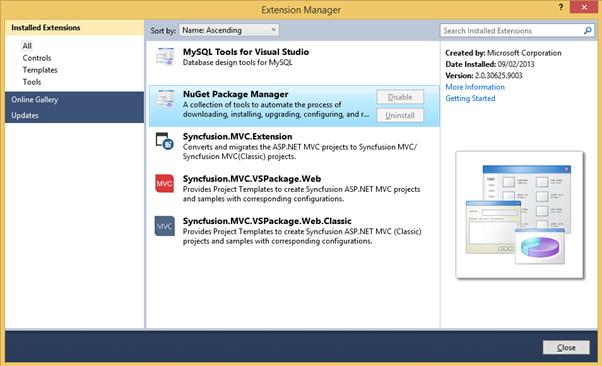 Extension Manager
Installed Extensions
All
Controls
Templates
Tools
Online Gallery
Updates
Sort by: Name: Ascending
MySQL Tools for Visual Studio
Database design tools for MySQL
NuGet Package Manager
A collection of tools to automate the process of
downloading, installing, upgrading, configuring, and r...
Disable
Uninstall
Syncfusion.MVC.Extension
Converts and migrates the ASP.NET MVC projects to Syncfusion MVC/
Syncfusion MVC(Classic) projects.
MVC
Syncfusion.MVC.VSPackage.Web
Provides Project Templates to create Syncfusion ASP.NET MVC projects
and samples with corresponding configurations.
MVC
Syncfusion.MVC.VSPackage.Web.Classic
Provides Project Templates to create Syncfusion ASP.NET MVC (Classic)
projects and samples with corresponding configurations.
Search Installed Extensions
Created by: Microsoft Corporation
Date Installed: 09/02/2013
Version: 2.0.30625.9003
More Information
Getting Started
Close